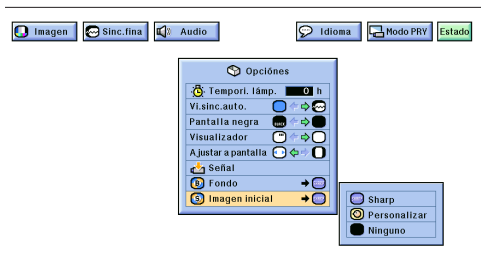 Imagen Sinc.fina Audio Idioma Modo PRY Estado
Opciónes
Tempori. lámp. 0 h
Vi.sinc.auto.
Pantalla negra
Visualizador
Ajustar a pantalla
Señal
Fondo
Imagen inicial
Sharp
Personalizar
Ninguno